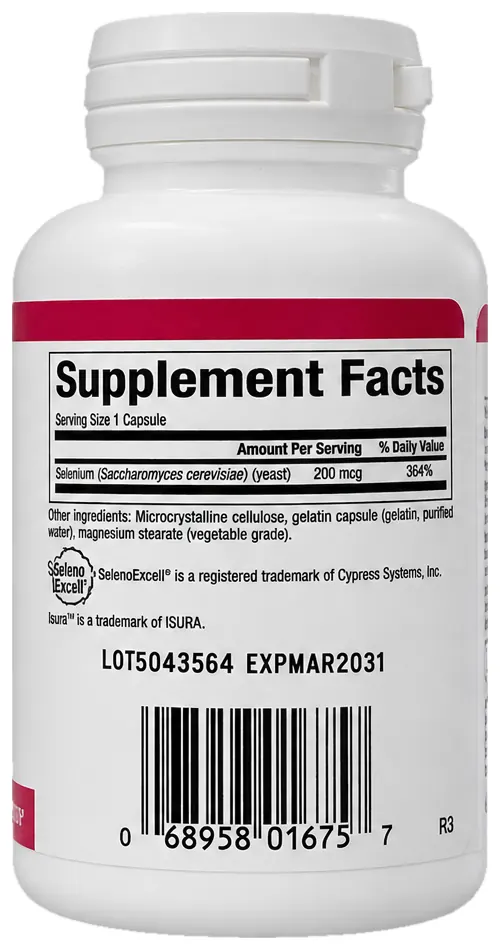 Supplement Facts
Serving Size 1 Capsule
Amount Per Serving % Daily Value
Selenium (Saccharomyces cerevisiae) (yeast) 200 mcg 364%
Other ingredients: Microcrystalline cellulose, gelatin capsule (gelatin, purified
water), magnesium stearate (vegetable grade).
Seleno
Excell®
SelenoExcell® is a registered trademark of Cypress Systems, Inc.
Isura™ is a trademark of ISURA.
LOT5043564 EXPMAR2031
0 68958 01675 7
R3